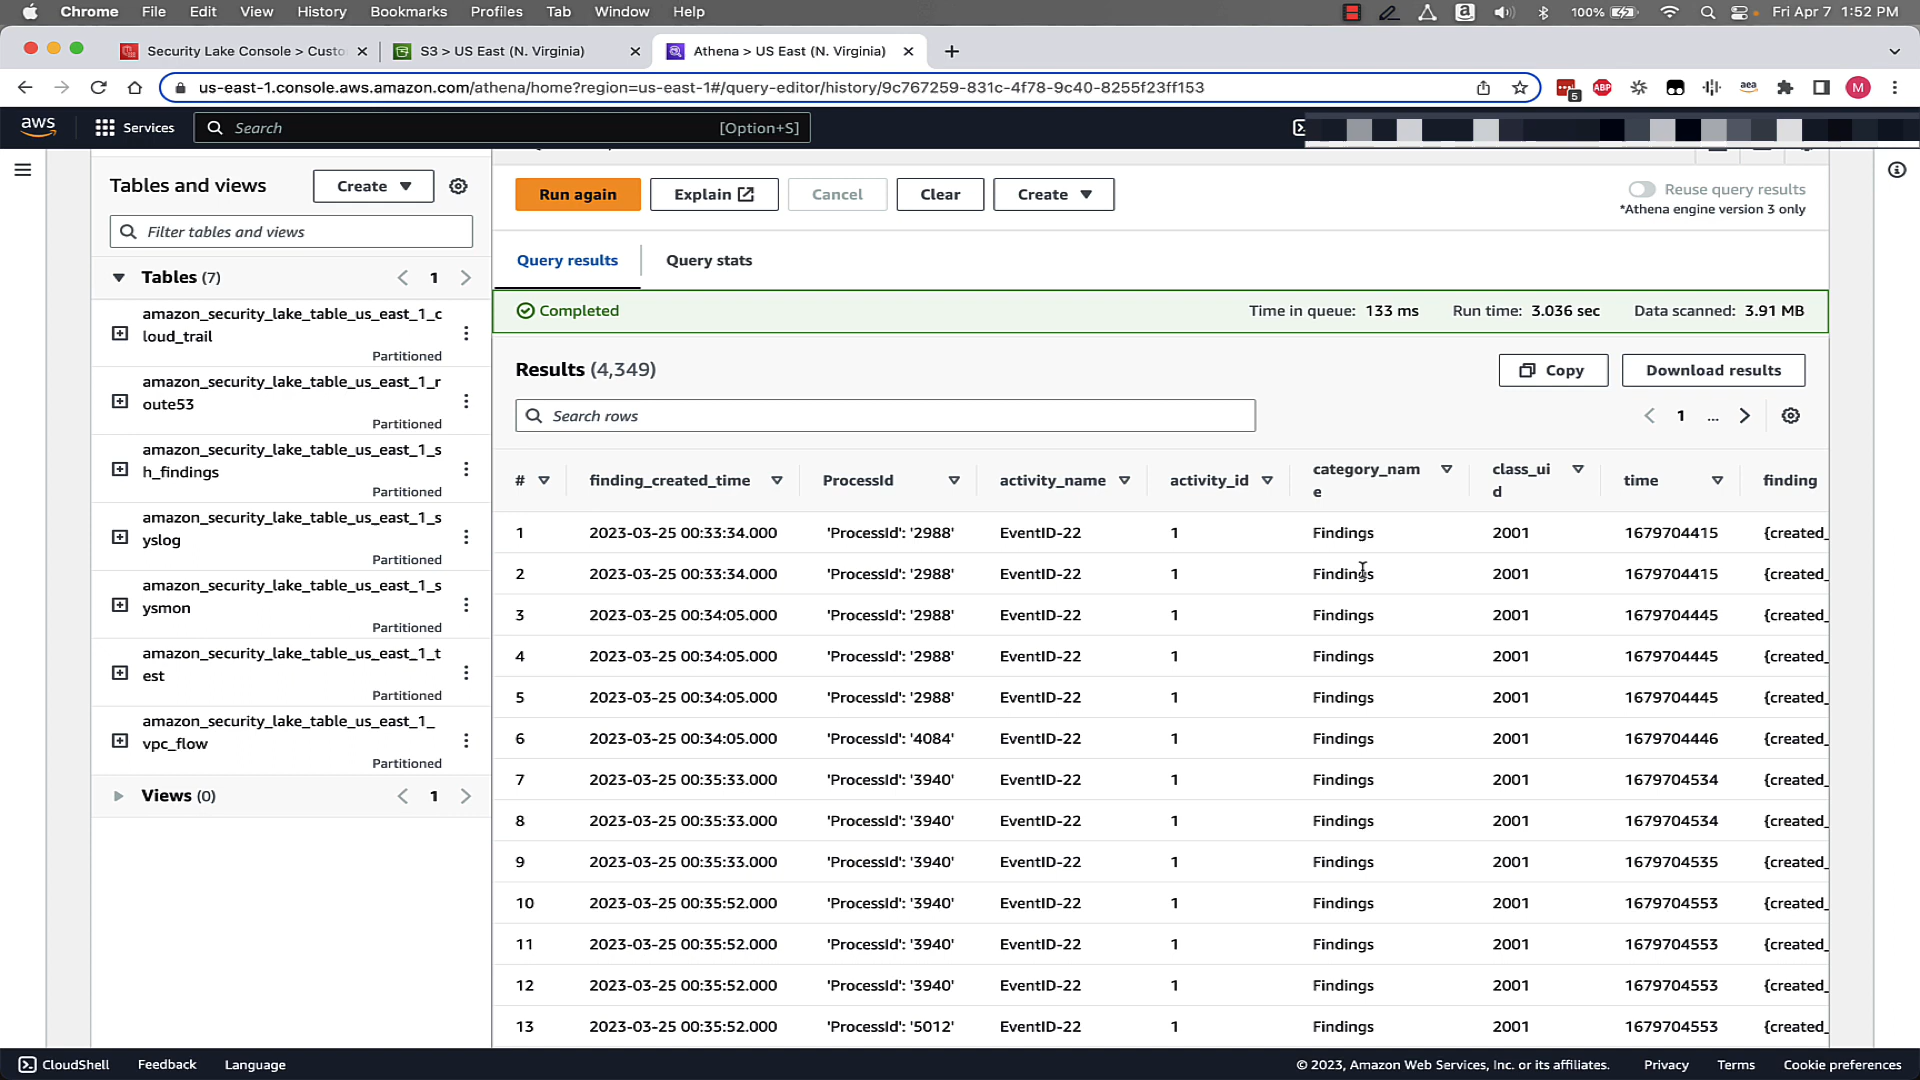 Chrome File Edit View History Bookmarks Profiles Tab Window Help 100% Fri Apr 7 1:52 PM
Security Lake Console > Custo
S3 > US East (N. Virginia)
Athena > US East (N. Virginia)
us-east-1.console.aws.amazon.com/athena/home?region=us-east-1#/query-editor/history/9c767259-831c-4f78-9c40-8255f23ff153
5 ABP aea M
aws Services Search [Option+S]
Tables and views Create
Filter tables and views
Tables (7) 1
amazon_security_lake_table_us_east_1_c
loud_trail
Partitioned
amazon_security_lake_table_us_east_1_r
oute53
Partitioned
amazon_security_lake_table_us_east_1_s
h_findings
Partitioned
amazon_security_lake_table_us_east_1_s
yslog
Partitioned
amazon_security_lake_table_us_east_1_s
ysmon
Partitioned
amazon_security_lake_table_us_east_1_t
est
Partitioned
amazon_security_lake_table_us_east_1_
vpc_flow
Partitioned
Views (0) 1
Run again Explain Cancel Clear Create
Reuse query results
*Athena engine version 3 only
Query results Query stats
Completed Time in queue: 133 ms Run time: 3.036 sec Data scanned: 3.91 MB
Results (4,349) Copy Download results
Search rows 1 ...
# finding_created_time ProcessId activity_name activity_id category_nam
e class_ui
d time finding
1 2023-03-25 00:33:34.000 'ProcessId': '2988' EventID-22 1 Findings 2001 1679704415 {created_
2 2023-03-25 00:33:34.000 'ProcessId': '2988' EventID-22 1 Findings 2001 1679704415 {created_
3 2023-03-25 00:34:05.000 'ProcessId': '2988' EventID-22 1 Findings 2001 1679704445 {created_
4 2023-03-25 00:34:05.000 'ProcessId': '2988' EventID-22 1 Findings 2001 1679704445 {created_
5 2023-03-25 00:34:05.000 'ProcessId': '2988' EventID-22 1 Findings 2001 1679704445 {created_
6 2023-03-25 00:34:05.000 'ProcessId': '4084' EventID-22 1 Findings 2001 1679704446 {created_
7 2023-03-25 00:35:33.000 'ProcessId': '3940' EventID-22 1 Findings 2001 1679704534 {created_
8 2023-03-25 00:35:33.000 'ProcessId': '3940' EventID-22 1 Findings 2001 1679704534 {created_
9 2023-03-25 00:35:33.000 'ProcessId': '3940' EventID-22 1 Findings 2001 1679704535 {created_
10 2023-03-25 00:35:52.000 'ProcessId': '3940' EventID-22 1 Findings 2001 1679704553 {created_
11 2023-03-25 00:35:52.000 'ProcessId': '3940' EventID-22 1 Findings 2001 1679704553 {created_
12 2023-03-25 00:35:52.000 'ProcessId': '3940' EventID-22 1 Findings 2001 1679704553 {created_
13 2023-03-25 00:35:52.000 'ProcessId': '5012' EventID-22 1 Findings 2001 1679704553 {created_
CloudShell Feedback Language © 2023, Amazon Web Services, Inc. or its affiliates. Privacy Terms Cookie preferences